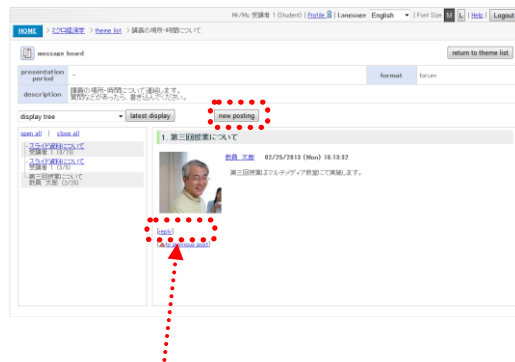 Mr/Ms 受講者 1 (Student) | Profile | Language English | Font Size M L | Help | Logout
HOME > ミクロ経済学 > theme list > 講義の場所・時間について
message board
return to theme list
presentation period －
format forum
description 講義の場所・時間について連絡します。
質問などがあったら、書き込んでください。
display tree
latest display
new posting
open all | close all
スライド資料について
受講者 1 (3/19)
スライド資料について
受講者 1 (3/6)
第三回授業について
教員 太郎 (2/25)
1. 第三回授業について
教員 太郎 02/25/2013 (Mon) 16:13:32
第三回授業はマルチメディア教室にて実施します。
[reply]
[▲to previous post]